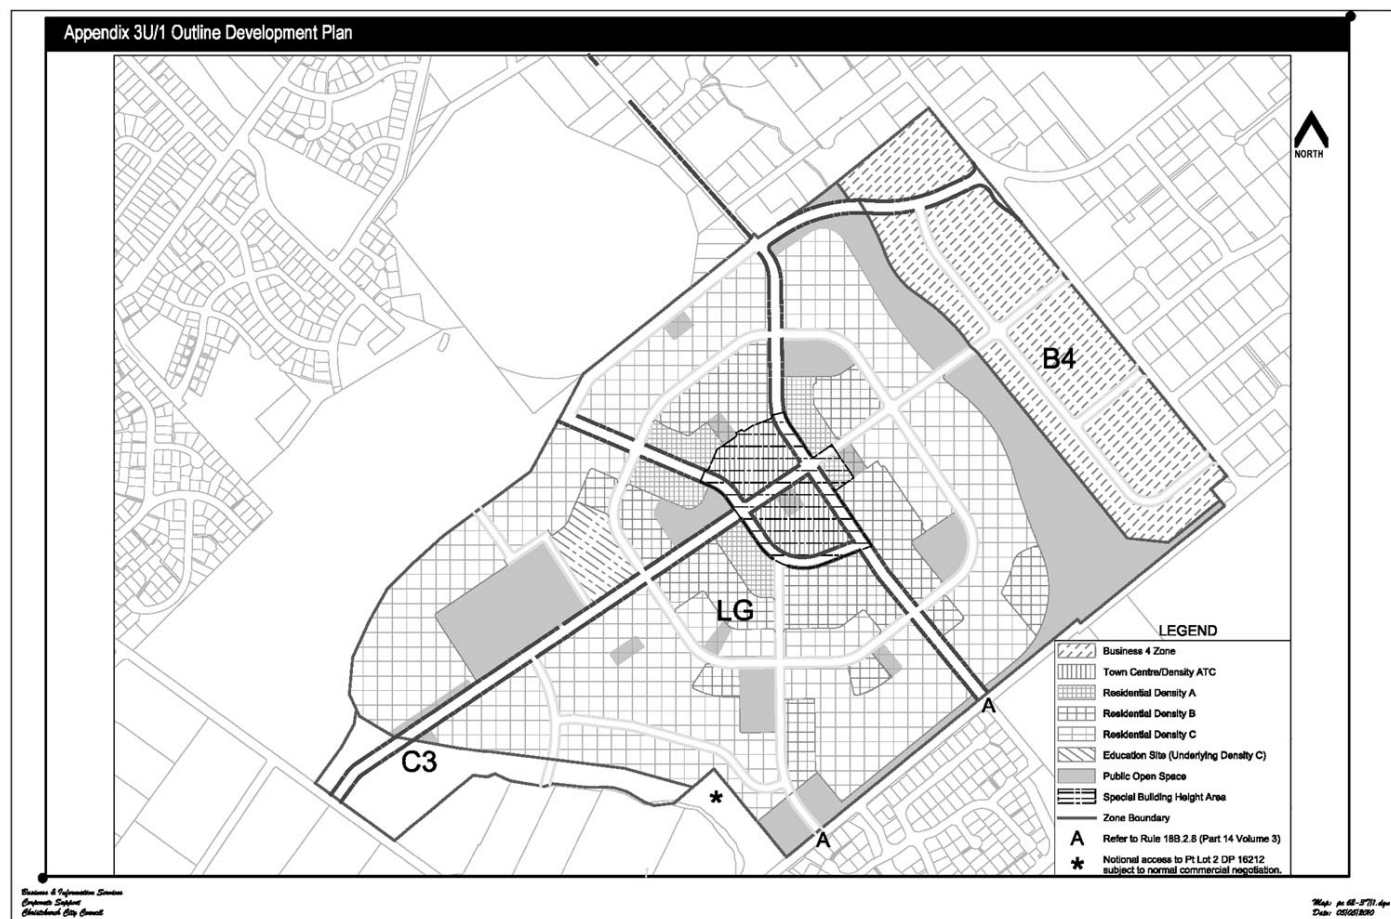 Appendix 3U/1 Outline Development Plan
NORTH
B4
LG
A
C3
*
A
LEGEND
Business 4 Zone
Town Centre/Density ATC
Residential Density A
Residential Density B
Residential Density C
Education Site (Underlying Density C)
Public Open Space
Special Building Height Area
Zone Boundary
A Refer to Rule 18B.2.8 (Part 14 Volume 3)
* Notional access to Pt Lot 2 DP 16212
subject to normal commercial negotiation.
Business & Information Services
Corporate Support
Christchurch City Council
Map:
Date: